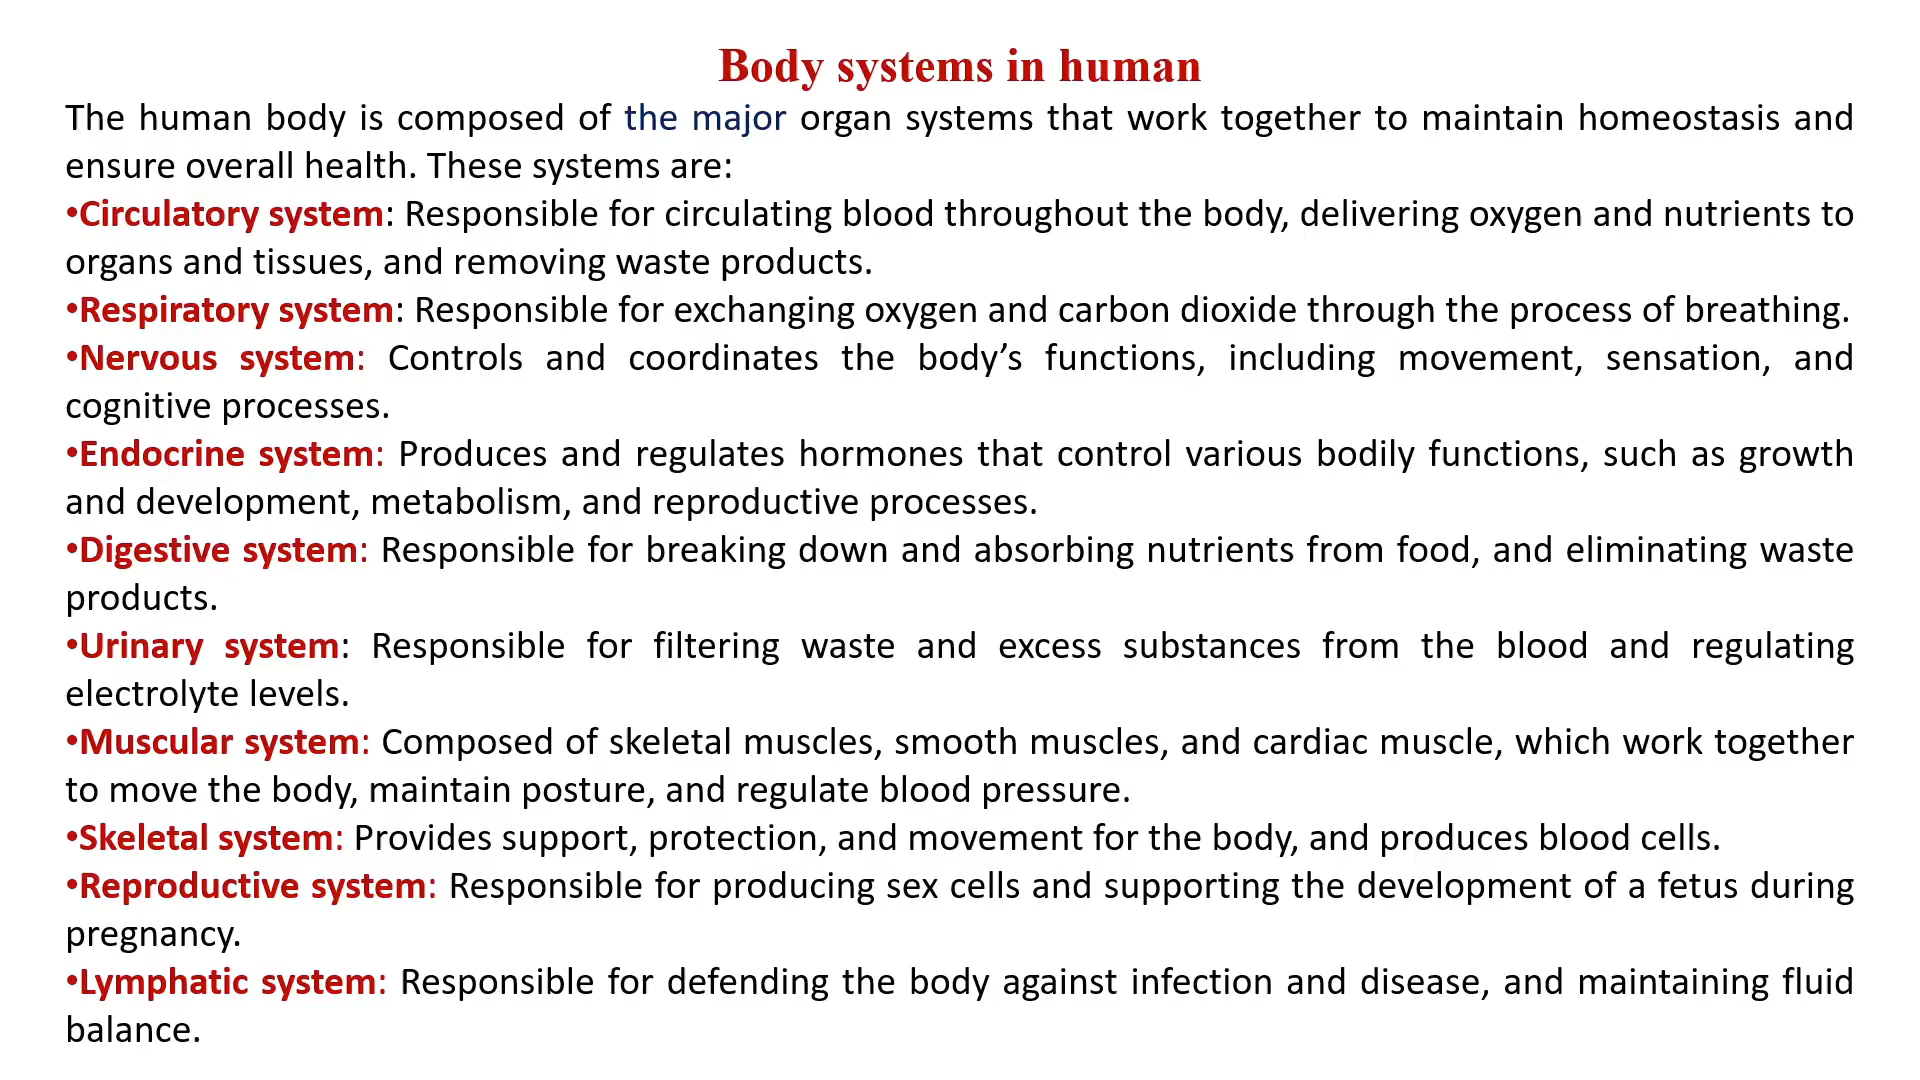 Body systems in human
The human body is composed of the major organ systems that work together to maintain homeostasis and
ensure overall health. These systems are:
•Circulatory system: Responsible for circulating blood throughout the body, delivering oxygen and nutrients to
organs and tissues, and removing waste products.
•Respiratory system: Responsible for exchanging oxygen and carbon dioxide through the process of breathing.
•Nervous system: Controls and coordinates the body’s functions, including movement, sensation, and
cognitive processes.
•Endocrine system: Produces and regulates hormones that control various bodily functions, such as growth
and development, metabolism, and reproductive processes.
•Digestive system: Responsible for breaking down and absorbing nutrients from food, and eliminating waste
products.
•Urinary system: Responsible for filtering waste and excess substances from the blood and regulating
electrolyte levels.
•Muscular system: Composed of skeletal muscles, smooth muscles, and cardiac muscle, which work together
to move the body, maintain posture, and regulate blood pressure.
•Skeletal system: Provides support, protection, and movement for the body, and produces blood cells.
•Reproductive system: Responsible for producing sex cells and supporting the development of a fetus during
pregnancy.
•Lymphatic system: Responsible for defending the body against infection and disease, and maintaining fluid
balance.